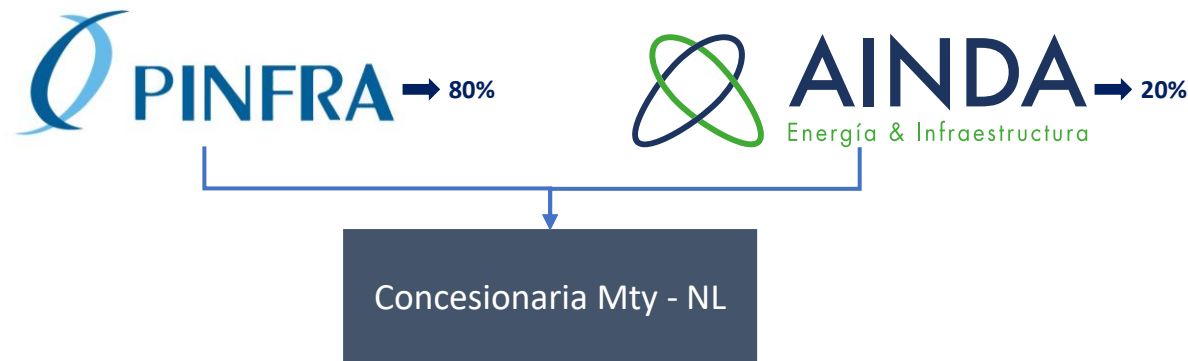 PINFRA
80%
AINDA
Energía & Infraestructura
20%
Concesionaria Mty - NL